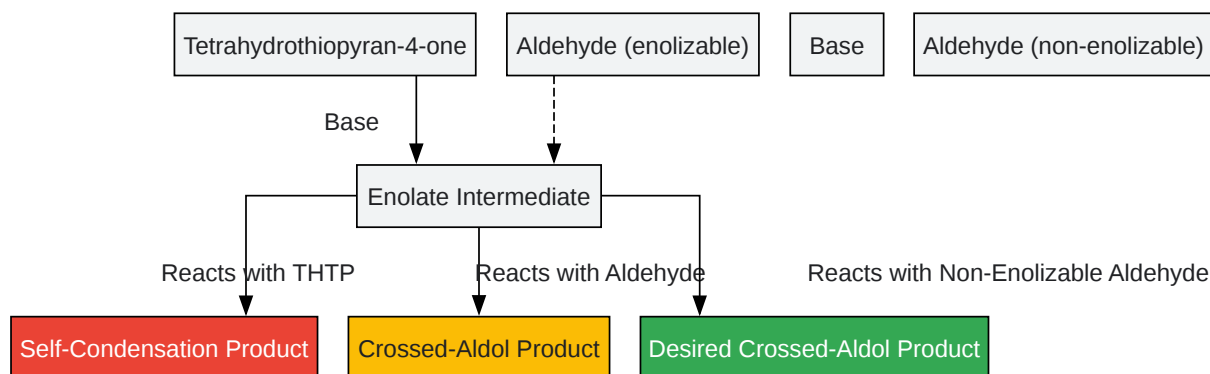 Tetrahydrothiopyran-4-one
Aldehyde (enolizable)
Base
Aldehyde (non-enolizable)
Base
Enolate Intermediate
Reacts with THTP
Reacts with Aldehyde
Reacts with Non-Enolizable Aldehyde
Self-Condensation Product
Crossed-Aldol Product
Desired Crossed-Aldol Product